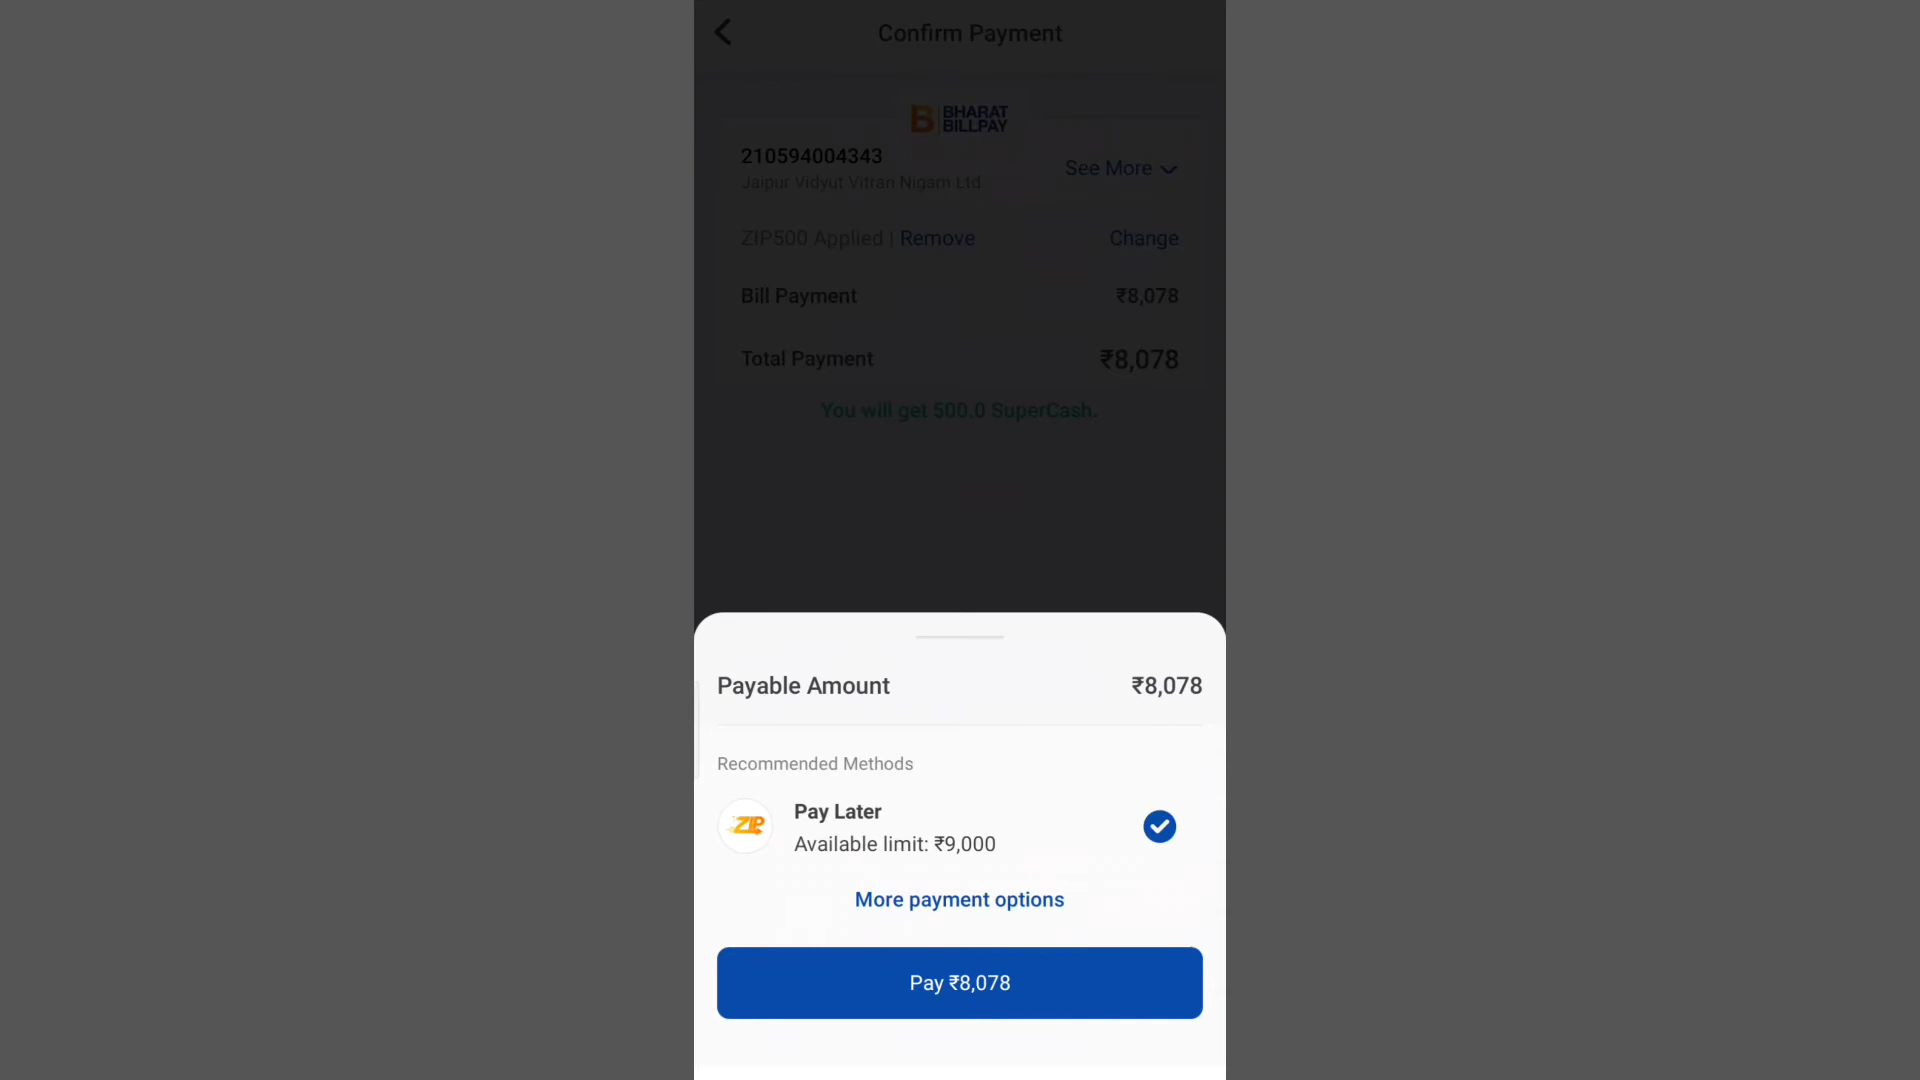 Confirm Payment
B BHARAT
BILLPAY
210594004343
Jaipur Vidyut Vitran Nigam Ltd
See More
ZIP500 Applied | Remove
Change
Bill Payment
₹8,078
Total Payment
₹8,078
You will get 500.0 SuperCash.
Payable Amount
₹8,078
Recommended Methods
ZIP
Pay Later
Available limit: ₹9,000
More payment options
Pay ₹8,078